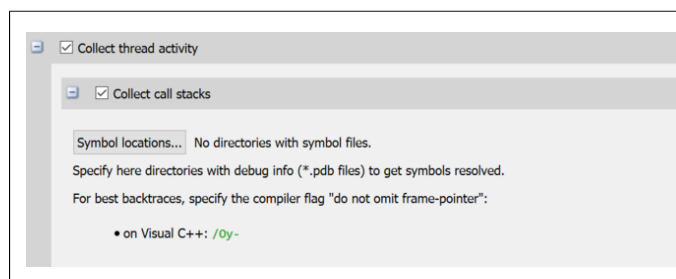 Collect thread activity
Collect call stacks
Symbol locations... No directories with symbol files.
Specify here directories with debug info (*.pdb files) to get symbols resolved.
For best backtraces, specify the compiler flag "do not omit frame-pointer":
• on Visual C++: /Oy-